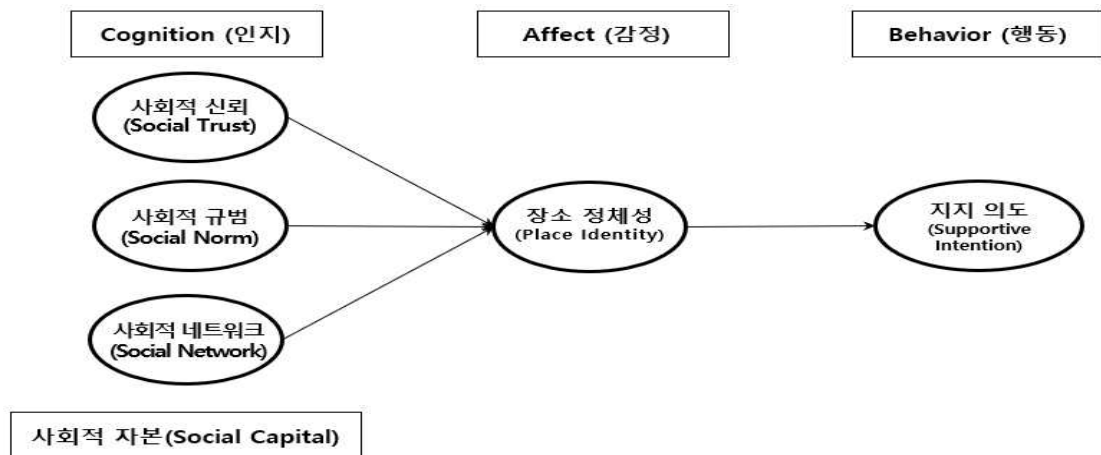 Cognition (인지)
Affect (감정)
Behavior (행동)
사회적 신뢰
(Social Trust)
사회적 규범
(Social Norm)
사회적 네트워크
(Social Network)
장소 정체성
(Place Identity)
지지 의도
(Supportive
Intention)
사회적 자본(Social Capital)